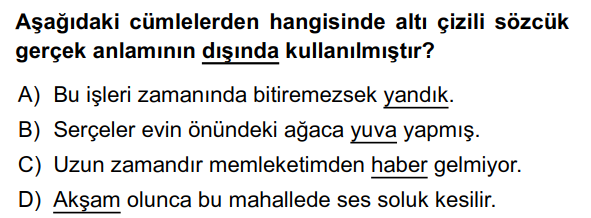 Aşağıdaki cümlelerden hangisinde altı çizili sözcük
gerçek anlamının dışında kullanılmıştır?
A) Bu işleri zamanında bitiremezsek yandık.
B) Serçeler evin önündeki ağaca yuva yapmış.
C) Uzun zamandır memleketimden haber gelmiyor.
D) Akşam olunca bu mahallede ses soluk kesilir.